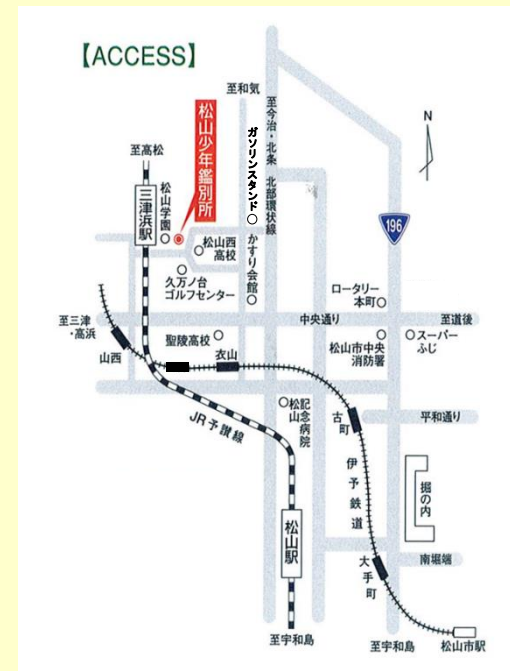 【ACCESS】
至和気
至今治・北条 北部環状線
N
松山少年鑑別所
ガソリンスタンド
至高松
三津浜駅
松山学園
松山西
高校
かすり会館
196
久万ノ台
ゴルフセンター
ロータリー
本町
至三津
・高浜
中央通り
至道後
山西
聖陵高校
衣山
松山市中央
消防署
スーパー
ふじ
JR予讃線
松山
記念病院
古町
平和通り
伊予鉄道
掘の内
松山駅
大手町
南堀端
至宇和島
至宇和島
松山市駅